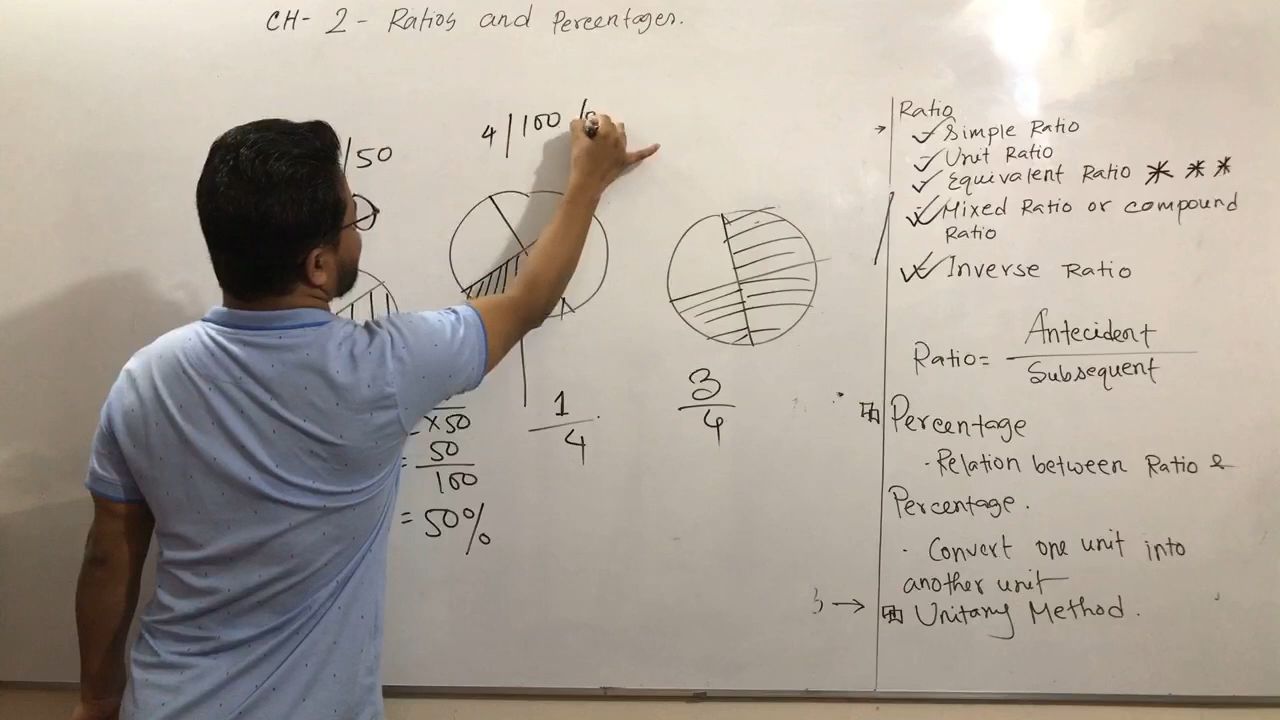 CH- 2 - Ratios and Percentages.
/50
4/100
1
4
3
4
×50
= 50
100
= 50%
Ratio
Simple Ratio
Unit Ratio
Equivalent Ratio * * *
Mixed Ratio or compound
Ratio
Inverse Ratio
Ratio= Antecident
Subsequent
Percentage
· Relation between Ratio &
Percentage.
· Convert one unit into
another unit
→ Unitary Method.